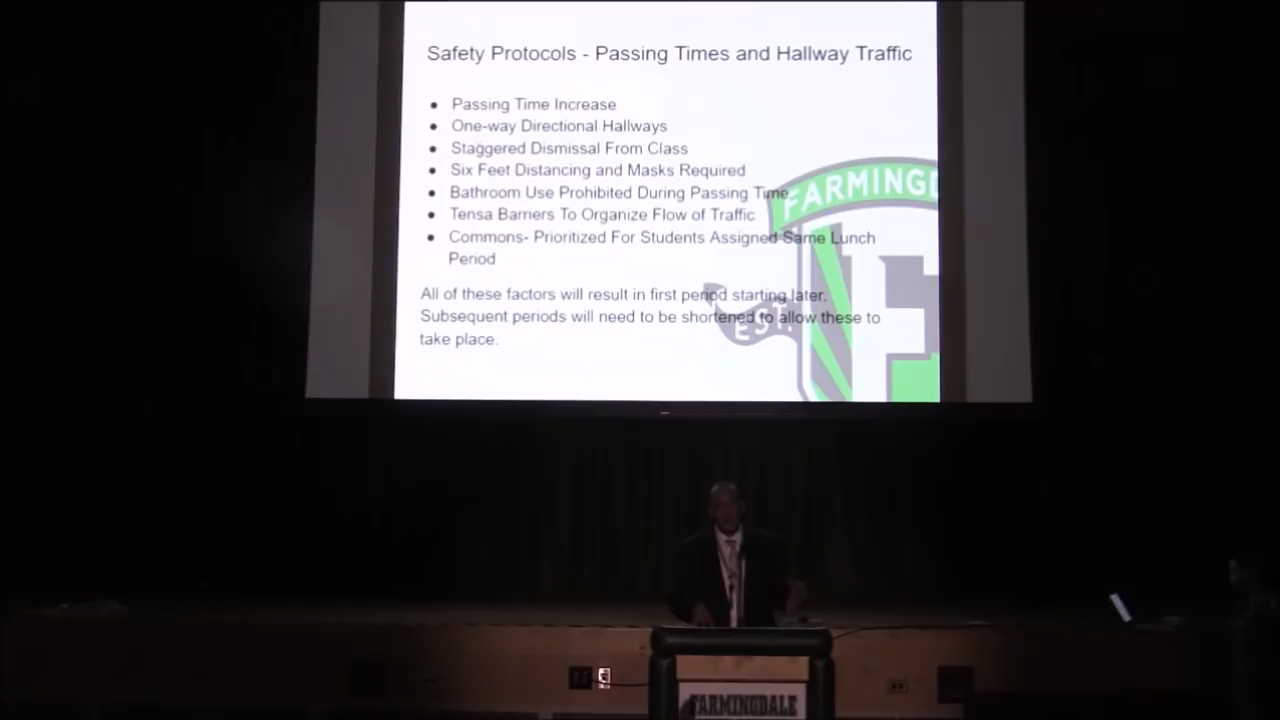 Safety Protocols - Passing Times and Hallway Traffic
● Passing Time Increase
● One-way Directional Hallways
● Staggered Dismissal From Class
● Six Feet Distancing and Masks Required
● Bathroom Use Prohibited During Passing Time
● Tensa Barriers To Organize Flow of Traffic
● Commons- Prioritized For Students Assigned Same Lunch
Period
All of these factors will result in first period starting later.
Subsequent periods will need to be shortened to allow these to
take place.
FARMINGD
EST.
F
FARMINGDALE